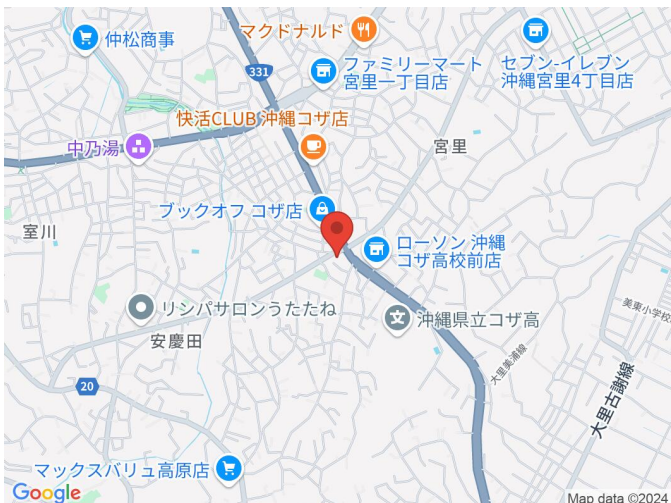 マクドナルド
仲松商事
331
ファミリーマート
宮里一丁目店
セブン-イレブン
沖縄宮里4丁目店
快活CLUB 沖縄コザ店
中乃湯
宮里
ブックオフ コザ店
室川
ローソン 沖縄
コザ高校前店
リンパサロンうたたね
沖縄県立コザ高
美東小学校
安慶田
大里美浦線
20
大里古謝線
マックスバリュ高原店
Google
Map data ©2024